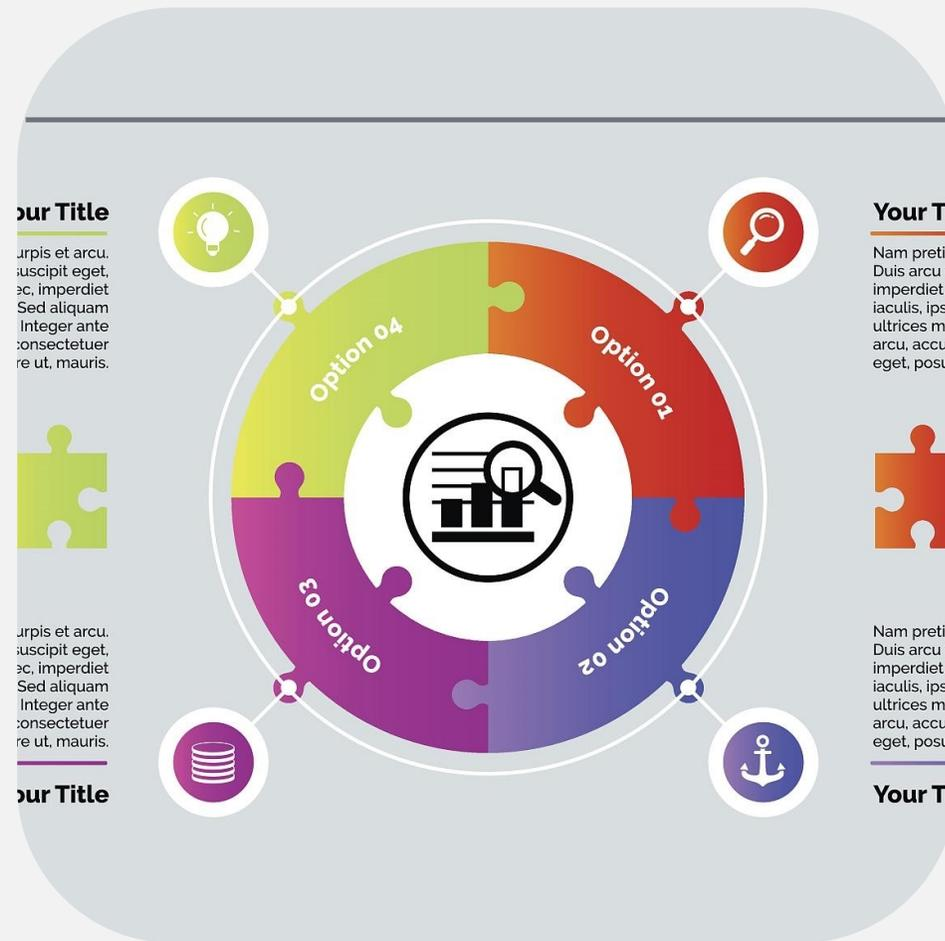 our Title
urpis et arcu.
suscipit eget,
ec, imperdiet
Sed aliquam
Integer ante
consectetuer
re ut, mauris.
Your T
Nam preti
Duis arcu
imperdiet
iaculis, ips
ultrices m
arcu, accu
eget, posu
Option 04
Option 01
Option 03
Option 02
urpis et arcu.
suscipit eget,
ec, imperdiet
Sed aliquam
Integer ante
consectetuer
re ut, mauris.
our Title
Nam preti
Duis arcu
imperdiet
iaculis, ips
ultrices m
arcu, accu
eget, posu
Your T